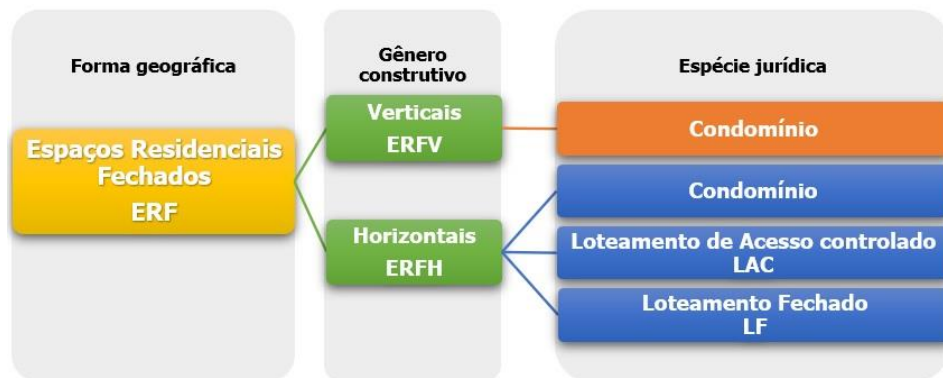 Forma geográfica
Gênero
construtivo
Espécie jurídica
Espaços Residenciais
Fechados
ERF
Verticais
ERFV
Horizontais
ERFH
Condomínio
Condomínio
Loteamento de Acesso controlado
LAC
Loteamento Fechado
LF